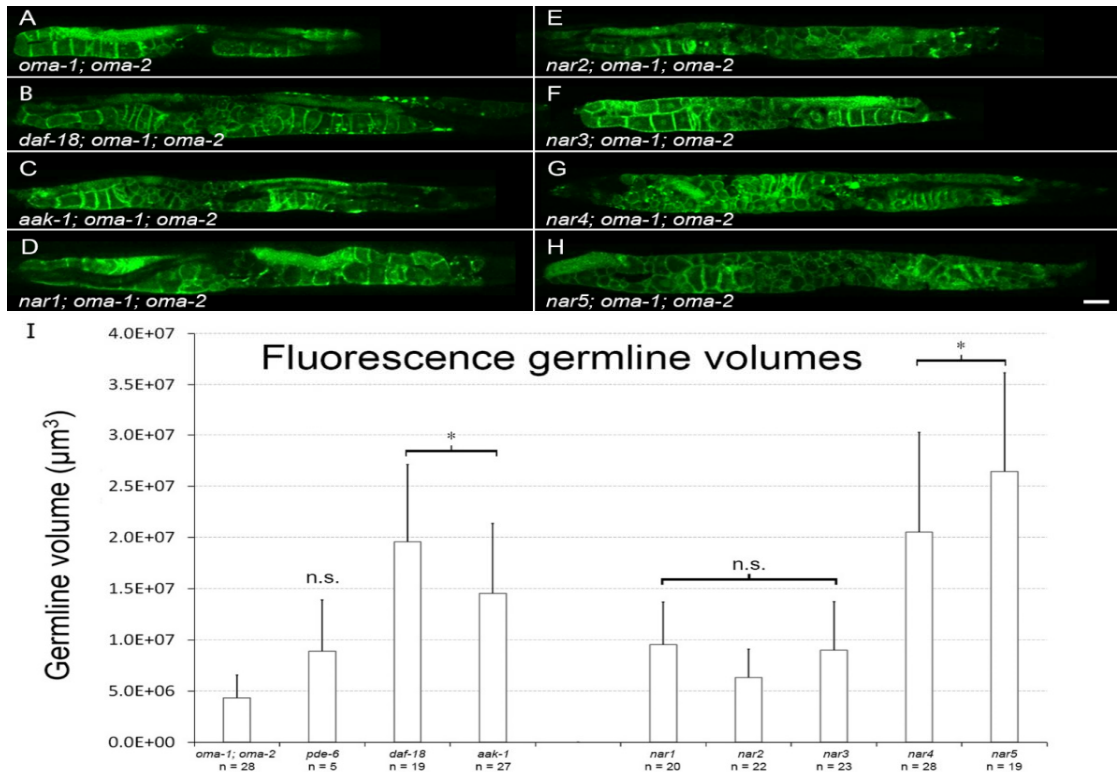 A
oma-1; oma-2
B
daf-18; oma-1; oma-2
C
aak-1; oma-1; oma-2
D
nar1; oma-1; oma-2
E
nar2; oma-1; oma-2
F
nar3; oma-1; oma-2
G
nar4; oma-1; oma-2
H
nar5; oma-1; oma-2
I
Fluorescence germline volumes
Germline volume (µm³)
4.0E+07
3.5E+07
3.0E+07
2.5E+07
2.0E+07
1.5E+07
1.0E+07
5.0E+06
0.0E+00
n.s.
*
n.s.
*
oma-1; oma-2 pde-6 daf-18 aak-1 nar1 nar2 nar3 nar4 nar5
n = 28 n = 5 n = 19 n = 27 n = 20 n = 22 n = 23 n = 28 n = 19